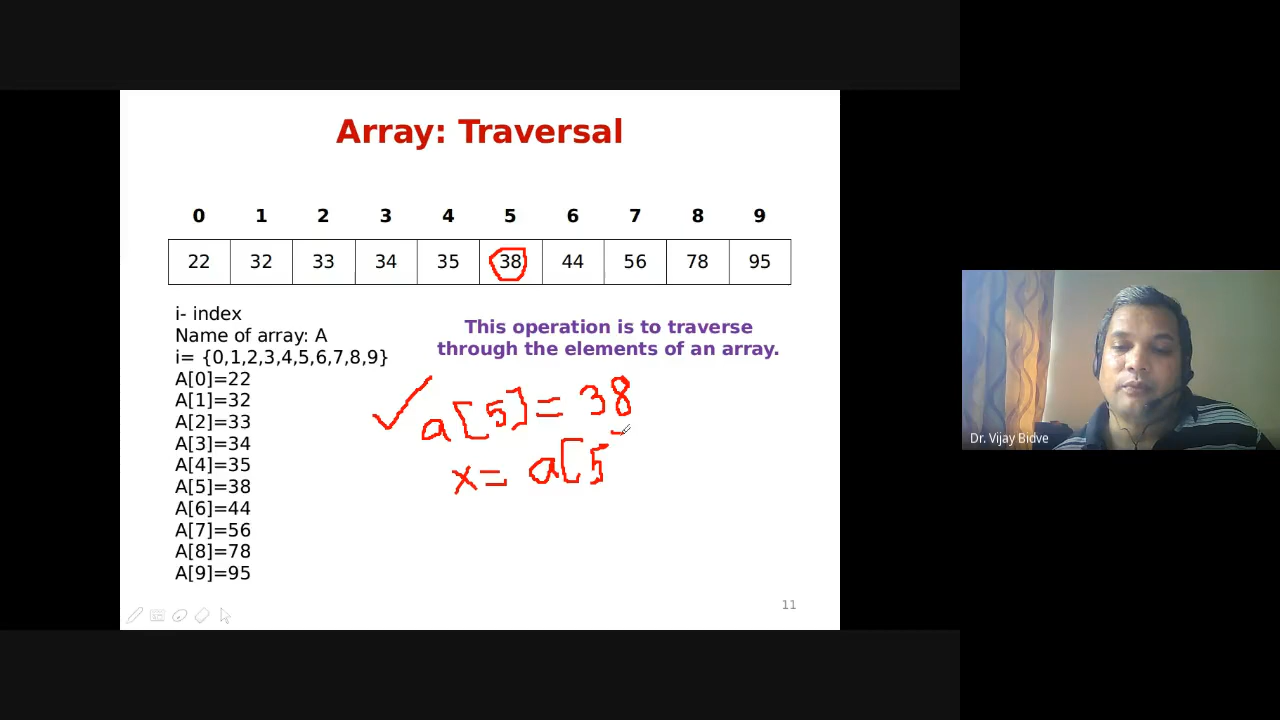 Array: Traversal
0 1 2 3 4 5 6 7 8 9
22 32 33 34 35 38 44 56 78 95
i- index
Name of array: A
i= {0,1,2,3,4,5,6,7,8,9}
A[0]=22
A[1]=32
A[2]=33
A[3]=34
A[4]=35
A[5]=38
A[6]=44
A[7]=56
A[8]=78
A[9]=95
This operation is to traverse
through the elements of an array.
a[5]=38
x= a[5
11
Dr. Vijay Bidve